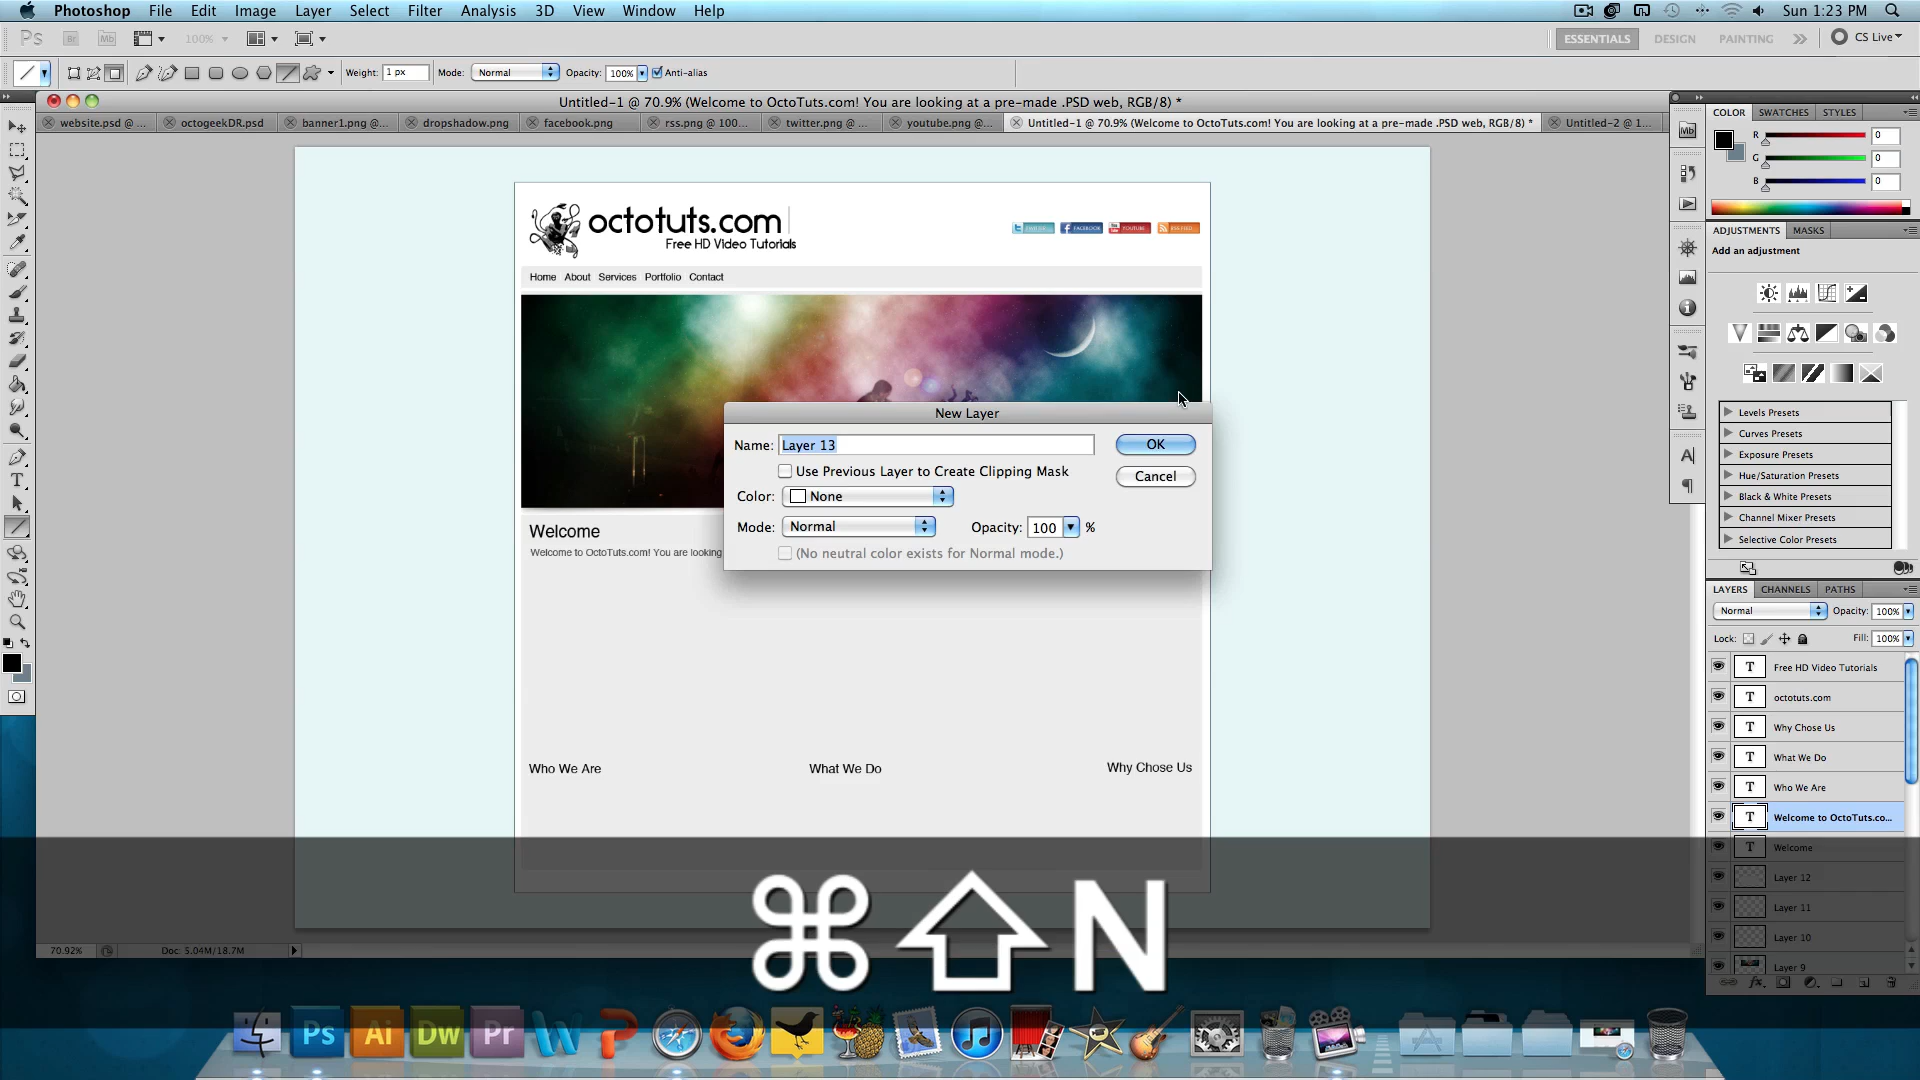 Photoshop File Edit Image Layer Select Filter Analysis 3D View Window Help Sun 1:23 PM
Ps Br Mb 100% ESSENTIALS DESIGN PAINTING CS Live
Weight: 1 px Mode: Normal Opacity: 100% Anti-alias
Untitled-1 @ 70.9% (Welcome to OctoTuts.com! You are looking at a pre-made .PSD web, RGB/8) *
website.psd @ ... octogeekDR.psd banner1.png @... dropshadow.png facebook.png rss.png @ 100... twitter.png @ ... youtube.png @... Untitled-1 @ 70.9% (Welcome to OctoTuts.com! You are looking at a pre-made .PSD web, RGB/8) * Untitled-2 @ 1...
COLOR SWATCHES STYLES
R 0
G 0
B 0
ADJUSTMENTS MASKS
Add an adjustment
Levels Presets
Curves Presets
Exposure Presets
Hue/Saturation Presets
Black & White Presets
Channel Mixer Presets
Selective Color Presets
octotuts.com
Free HD Video Tutorials
FACEBOOK YOUTUBE
Home About Services Portfolio Contact
New Layer
Name: Layer 13 OK
Use Previous Layer to Create Clipping Mask Cancel
Color: None
Mode: Normal Opacity: 100 %
(No neutral color exists for Normal mode.)
Welcome
Welcome to OctoTuts.com! You are looking
Who We Are What We Do Why Chose Us
LAYERS CHANNELS PATHS
Normal Opacity: 100%
Lock: Fill: 100%
T Free HD Video Tutorials
T octotuts.com
T Why Chose Us
T What We Do
T Who We Are
T Welcome to OctoTuts.co...
T Welcome
Layer 12
Layer 11
Layer 10
Layer 9
70.92% Doc: 5.04M/18.7M
⌘⇧N
Ps Ai Dw Pr